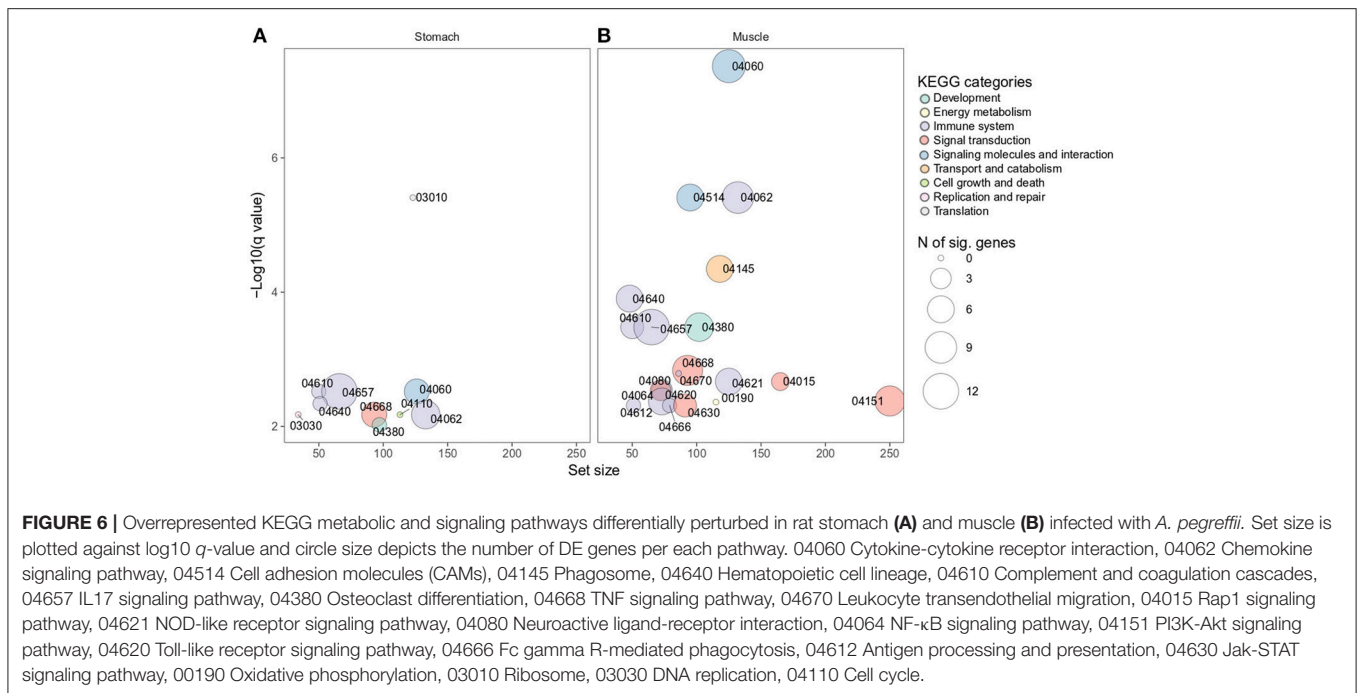 A
Stomach
B
Muscle
−Log10(q value)
6
4
2
03010
04610
04657
04060
04110
04640
04668
04062
03030
04380
50
100
150
200
250
04060
04514
04062
04145
04640
04610
04657
04380
04668
04080
04670
04621
04015
04064
04620
00190
04151
04612
04630
04666
50
100
150
200
250
Set size
KEGG categories
Development
Energy metabolism
Immune system
Signal transduction
Signaling molecules and interaction
Transport and catabolism
Cell growth and death
Replication and repair
Translation
N of sig. genes
0
3
6
9
12
FIGURE 6 | Overrepresented KEGG metabolic and signaling pathways differentially perturbed in rat stomach (A) and muscle (B) infected with A. pegreffii. Set size is
plotted against log10 q-value and circle size depicts the number of DE genes per each pathway. 04060 Cytokine-cytokine receptor interaction, 04062 Chemokine
signaling pathway, 04514 Cell adhesion molecules (CAMs), 04145 Phagosome, 04640 Hematopoietic cell lineage, 04610 Complement and coagulation cascades,
04657 IL17 signaling pathway, 04380 Osteoclast differentiation, 04668 TNF signaling pathway, 04670 Leukocyte transendothelial migration, 04015 Rap1 signaling
pathway, 04621 NOD-like receptor signaling pathway, 04080 Neuroactive ligand-receptor interaction, 04064 NF-κB signaling pathway, 04151 PI3K-Akt signaling
pathway, 04620 Toll-like receptor signaling pathway, 04666 Fc gamma R-mediated phagocytosis, 04612 Antigen processing and presentation, 04630 Jak-STAT
signaling pathway, 00190 Oxidative phosphorylation, 03010 Ribosome, 03030 DNA replication, 04110 Cell cycle.